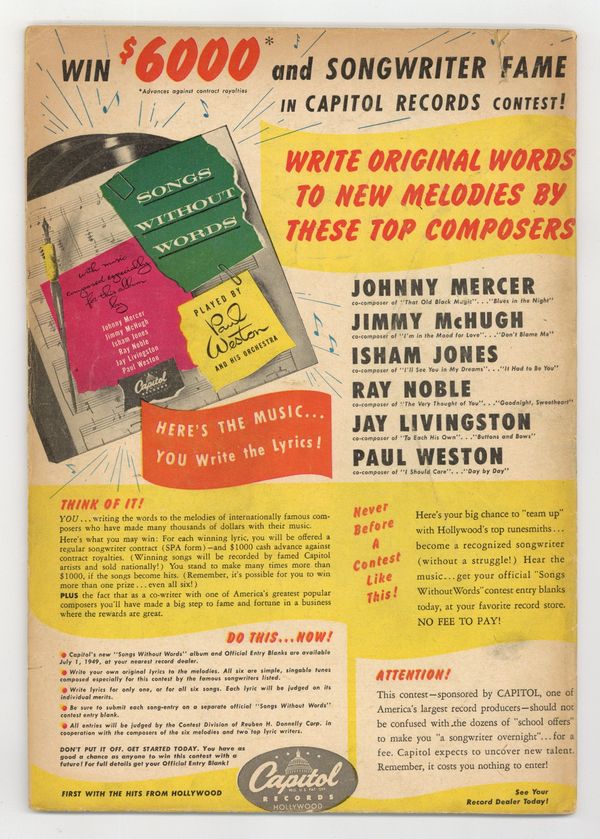 WIN $6000* and SONGWRITER FAME
*Advances against contract royalties
IN CAPITOL RECORDS CONTEST!
WRITE ORIGINAL WORDS
TO NEW MELODIES BY
THESE TOP COMPOSERS
SONGS
WITHOUT
WORDS
with music
composed especially
for this album
by
Johnny Mercer
Jimmy McHugh
Isham Jones
Ray Noble
Jay Livingston
Paul Weston
PLAYED BY
Paul
Weston
AND HIS ORCHESTRA
Capitol
RECORDS
HERE'S THE MUSIC...
YOU Write the Lyrics!
JOHNNY MERCER
co-composer of "That Old Black Magic"..."Blues in the Night"
JIMMY McHUGH
co-composer of "I'm in the Mood for Love"..."Don't Blame Me"
ISHAM JONES
co-composer of "I'll See You in My Dreams"..."It Had to Be You"
RAY NOBLE
co-composer of "The Very Thought of You"..."Goodnight, Sweetheart"
JAY LIVINGSTON
co-composer of "To Each His Own"..."Buttons and Bows"
PAUL WESTON
co-composer of "I Should Care"..."Day by Day"
THINK OF IT!
YOU...writing the words to the melodies of internationally famous com-
posers who have made many thousands of dollars with their music.
Here's what you may win: For each winning lyric, you will be offered a
regular songwriter contract (SPA form)—and $1000 cash advance against
contract royalties. (Winning songs will be recorded by famed Capitol
artists and sold nationally!) You stand to make many times more than
$1000, if the songs become hits. (Remember, it's possible for you to win
more than one prize...even all six!)
PLUS the fact that as a co-writer with one of America's greatest popular
composers you'll have made a big step to fame and fortune in a business
where the rewards are great.
Never
Before
A
Contest
Like
This!
Here's your big chance to "team up"
with Hollywood's top tunesmiths...
become a recognized songwriter
(without a struggle!) Hear the
music...get your official "Songs
Without Words" contest entry blanks
today, at your favorite record store.
NO FEE TO PAY!
DO THIS...NOW!
● Capitol's new "Songs Without Words" album and Official Entry Blanks are available
July 1, 1949, at your nearest record dealer.
● Write your own original lyrics to the melodies. All six are simple, singable tunes
composed especially for this contest by the famous songwriters listed.
● Write lyrics for only one, or for all six songs. Each lyric will be judged on its
individual merits.
● Be sure to submit each song-entry on a separate official "Songs Without Words"
contest entry blank.
● All entries will be judged by the Contest Division of Reuben H. Donnelly Corp. in
cooperation with the composers of the six melodies and two top lyric writers.
DON'T PUT IT OFF. GET STARTED TODAY. You have as
good a chance as anyone to win this contest with a
future! For full details get your Official Entry Blank!
FIRST WITH THE HITS FROM HOLLYWOOD
Capitol
REG. U.S. PAT. OFF.
RECORDS
HOLLYWOOD
ATTENTION!
This contest—sponsored by CAPITOL, one of
America's largest record producers—should not
be confused with the dozens of "school offers"
to make you "a songwriter overnight"...for a
fee. Capitol expects to uncover new talent.
Remember, it costs you nothing to enter!
See Your
Record Dealer Today!